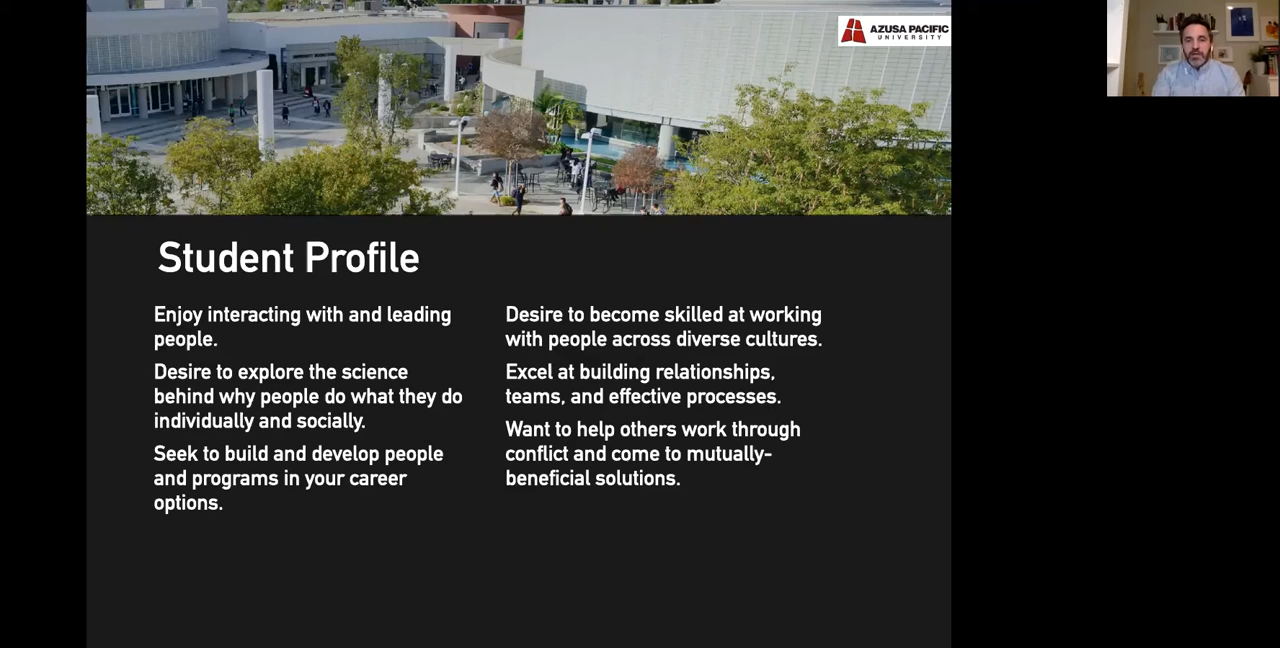 AZUSA PACIFIC
UNIVERSITY
Student Profile
Enjoy interacting with and leading
people.
Desire to explore the science
behind why people do what they do
individually and socially.
Seek to build and develop people
and programs in your career
options.
Desire to become skilled at working
with people across diverse cultures.
Excel at building relationships,
teams, and effective processes.
Want to help others work through
conflict and come to mutually-
beneficial solutions.